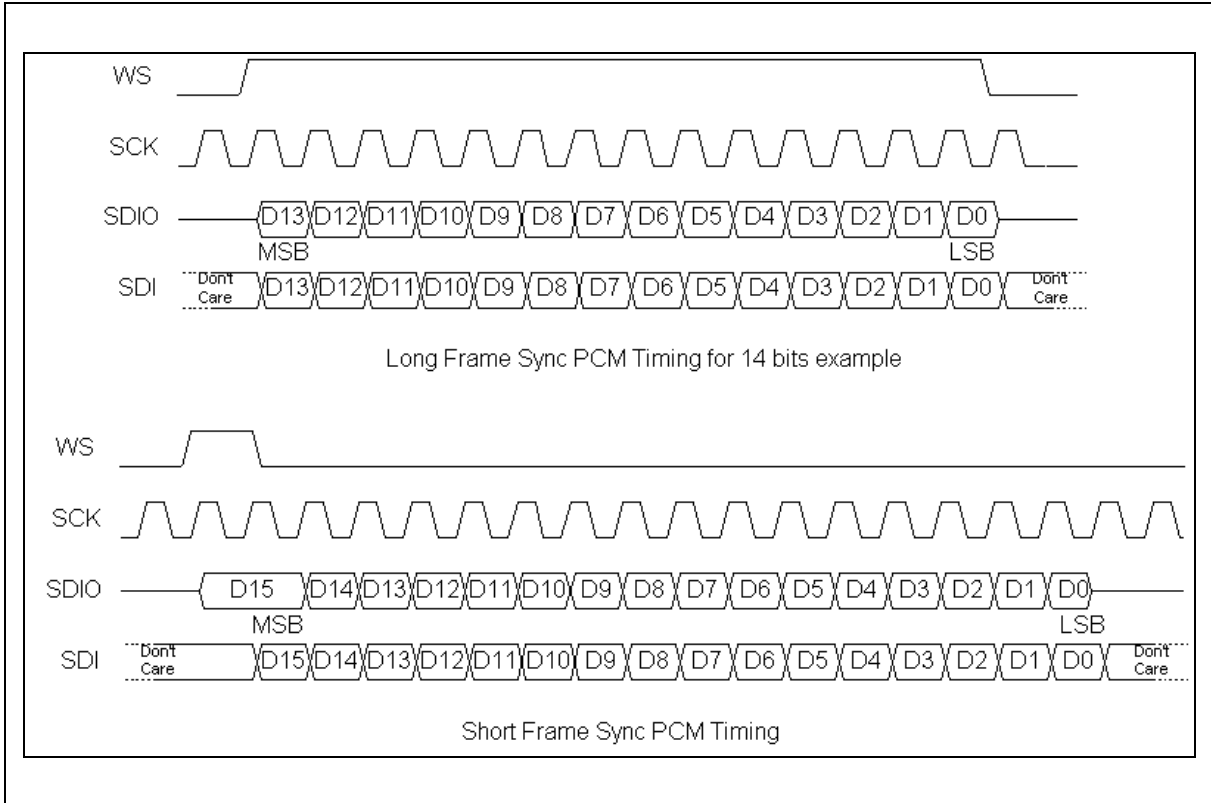 WS
SCK
SDIO D13 D12 D11 D10 D9 D8 D7 D6 D5 D4 D3 D2 D1 D0
MSB LSB
SDI Don't Care D13 D12 D11 D10 D9 D8 D7 D6 D5 D4 D3 D2 D1 D0 Don't Care
Long Frame Sync PCM Timing for 14 bits example
WS
SCK
SDIO D15 D14 D13 D12 D11 D10 D9 D8 D7 D6 D5 D4 D3 D2 D1 D0
MSB LSB
SDI Don't Care D15 D14 D13 D12 D11 D10 D9 D8 D7 D6 D5 D4 D3 D2 D1 D0 Don't Care
Short Frame Sync PCM Timing